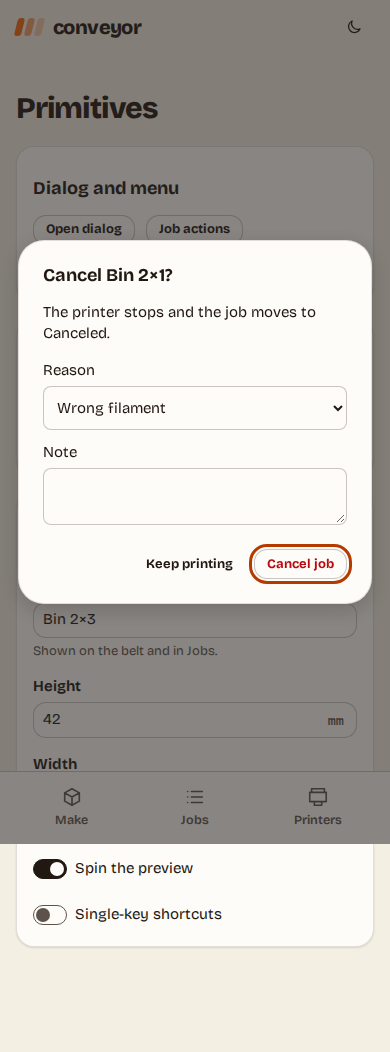 conveyor
Primitives
Dialog and menu
Open dialog
Job actions
Cancel Bin 2×1?
The printer stops and the job moves to
Canceled.
Reason
Wrong filament
Note
Keep printing
Cancel job
Bin 2×3
Shown on the belt and in Jobs.
Height
42
mm
Width
Make
Jobs
Printers
Spin the preview
Single-key shortcuts